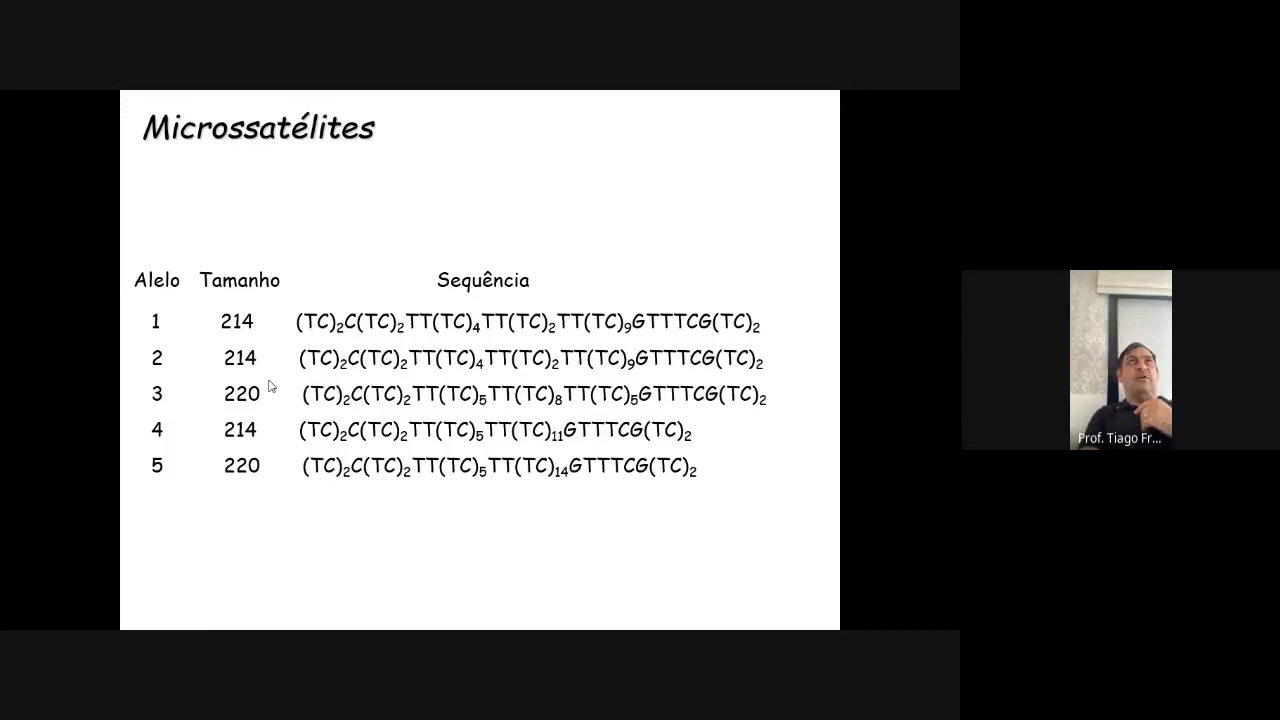 Microssatélites
Alelo Tamanho Sequência
1 214 (TC)₂C(TC)₂TT(TC)₄TT(TC)₂TT(TC)₉GTTTCG(TC)₂
2 214 (TC)₂C(TC)₂TT(TC)₄TT(TC)₂TT(TC)₉GTTTCG(TC)₂
3 220 (TC)₂C(TC)₂TT(TC)₅TT(TC)₈TT(TC)₅GTTTCG(TC)₂
4 214 (TC)₂C(TC)₂TT(TC)₅TT(TC)₁₁GTTTCG(TC)₂
5 220 (TC)₂C(TC)₂TT(TC)₅TT(TC)₁₄GTTTCG(TC)₂
Prof. Tiago Fr...